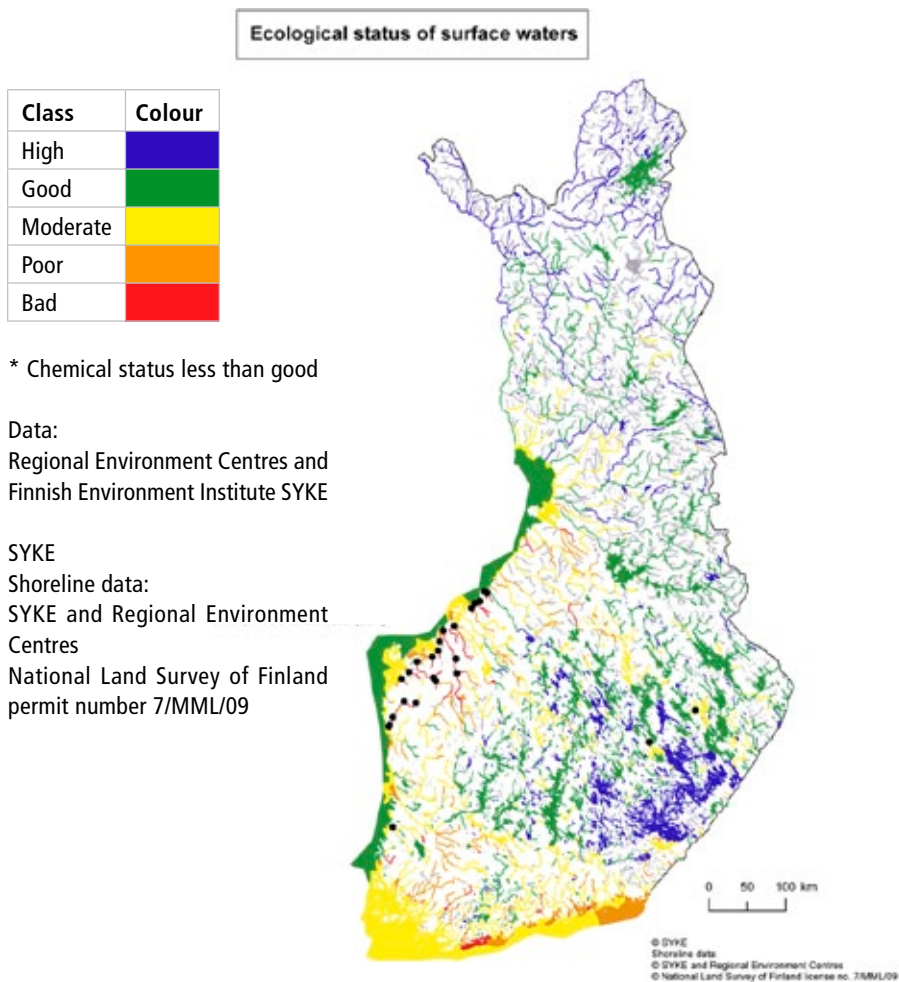 Ecological status of surface waters
Class Colour
High
Good
Moderate
Poor
Bad
* Chemical status less than good
Data:
Regional Environment Centres and
Finnish Environment Institute SYKE
SYKE
Shoreline data:
SYKE and Regional Environment
Centres
National Land Survey of Finland
permit number 7/MML/09
0 50 100 km
© SYKE
Shoreline data
© SYKE and Regional Environment Centres
© National Land Survey of Finland license no. 7/MML/09